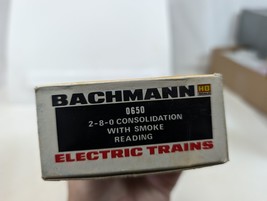 BACHMANN HO
0650
2-8-0 CONSOLIDATION
WITH SMOKE
READING
ELECTRIC TRAINS